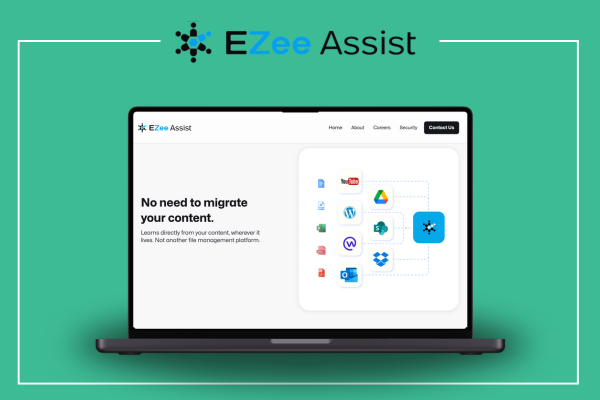 EZee Assist
EZee Assist
Home About Careers Security Contact Us
No need to migrate
your content.
Learns directly from your content, wherever it
lives. Not another file management platform.
YouTube